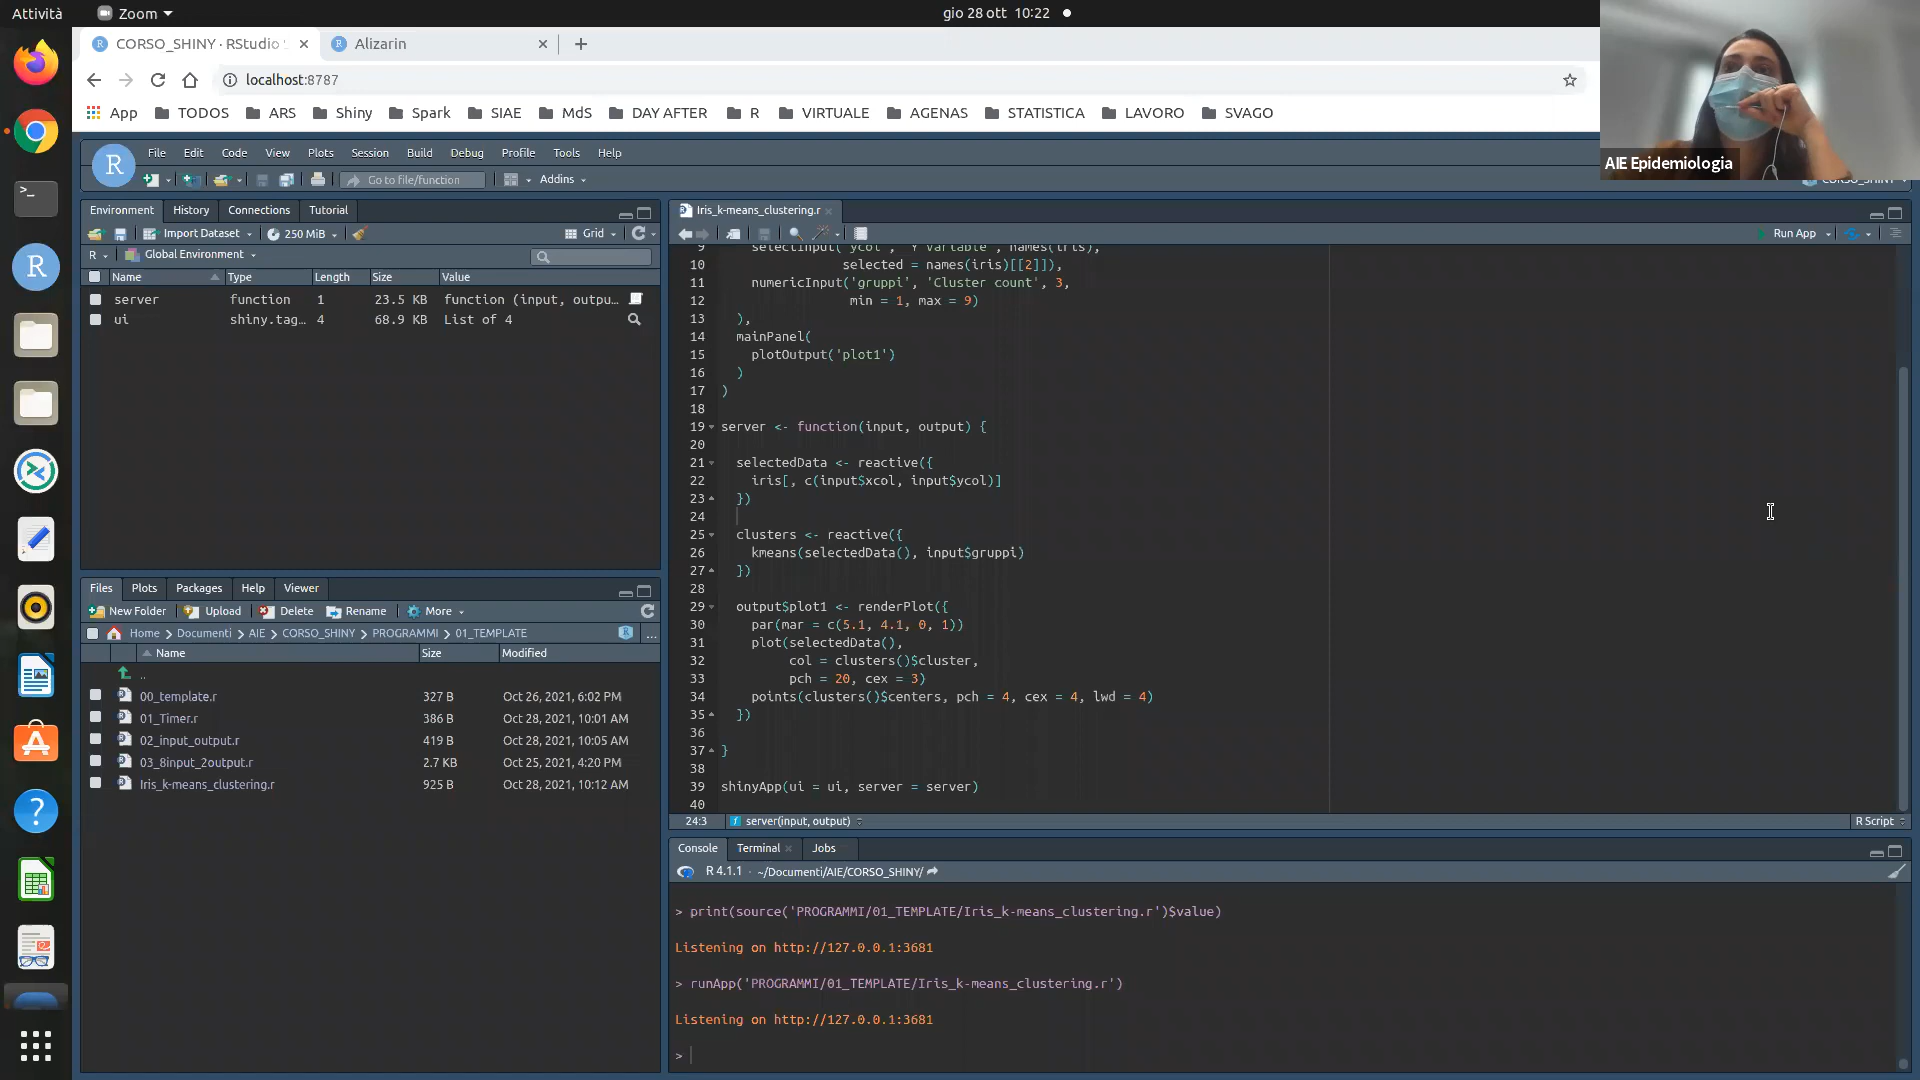 Attività
Zoom
gio 28 ott 10:22
CORSO_SHINY · RStudio
Alizarin
localhost:8787
App
TODOS
ARS
Shiny
Spark
SIAE
MdS
DAY AFTER
R
VIRTUALE
AGENAS
STATISTICA
LAVORO
SVAGO
AIE Epidemiologia
R
File Edit Code View Plots Session Build Debug Profile Tools Help
Go to file/function
Addins
CORSO_SHINY
Environment History Connections Tutorial
Import Dataset
250 MiB
Grid
R
Global Environment
Name Type Length Size Value
server function 1 23.5 KB function (input, outpu…
ui shiny.tag… 4 68.9 KB List of 4
Files Plots Packages Help Viewer
New Folder Upload Delete Rename More
Home Documenti AIE CORSO_SHINY PROGRAMMI 01_TEMPLATE ...
Name Size Modified
..
00_template.r 327 B Oct 26, 2021, 6:02 PM
01_Timer.r 386 B Oct 28, 2021, 10:01 AM
02_input_output.r 419 B Oct 28, 2021, 10:05 AM
03_8input_2output.r 2.7 KB Oct 25, 2021, 4:20 PM
Iris_k-means_clustering.r 925 B Oct 28, 2021, 10:12 AM
Iris_k-means_clustering.r
Run App
9 selectInput('ycol', 'Y Variable', names(iris),
10 selected = names(iris)[[2]]),
11 numericInput('gruppi', 'Cluster count', 3,
12 min = 1, max = 9)
13 ),
14 mainPanel(
15 plotOutput('plot1')
16 )
17 )
18
19 server <- function(input, output) {
20
21 selectedData <- reactive({
22 iris[, c(input$xcol, input$ycol)]
23 })
24
25 clusters <- reactive({
26 kmeans(selectedData(), input$gruppi)
27 })
28
29 output$plot1 <- renderPlot({
30 par(mar = c(5.1, 4.1, 0, 1))
31 plot(selectedData(),
32 col = clusters()$cluster,
33 pch = 20, cex = 3)
34 points(clusters()$centers, pch = 4, cex = 4, lwd = 4)
35 })
36
37 }
38
39 shinyApp(ui = ui, server = server)
40
24:3 server(input, output) R Script
Console Terminal Jobs
R 4.1.1 · ~/Documenti/AIE/CORSO_SHINY/
> print(source('PROGRAMMI/01_TEMPLATE/Iris_k-means_clustering.r')$value)
Listening on http://127.0.0.1:3681
> runApp('PROGRAMMI/01_TEMPLATE/Iris_k-means_clustering.r')
Listening on http://127.0.0.1:3681
>